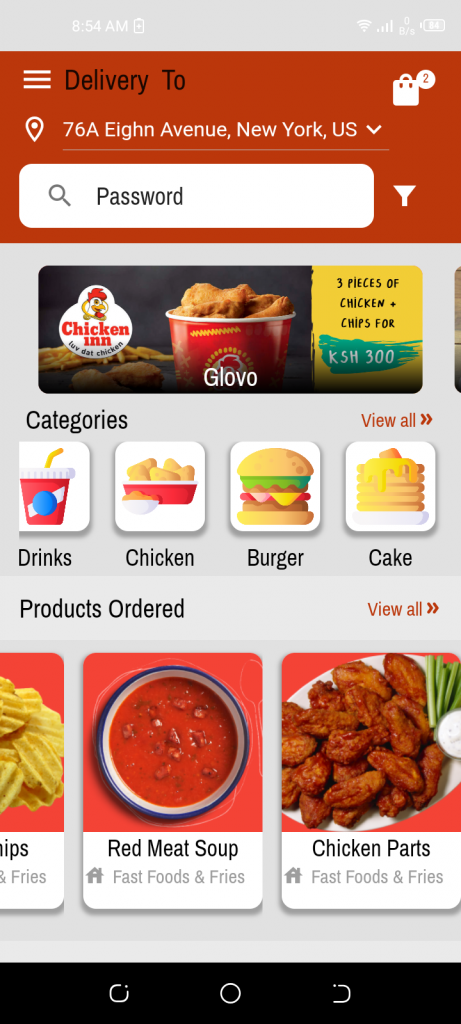 8:54 AM
0
B/s
84
Delivery To
2
76A Eighn Avenue, New York, US
Password
Chicken
inn
luv dat chicken
3 PIECES OF
CHICKEN +
CHIPS FOR
KSH 300
Glovo
Categories
View all »
Drinks
Chicken
Burger
Cake
Products Ordered
View all »
hips
Red Meat Soup
Chicken Parts
& Fries
Fast Foods & Fries
Fast Foods & Fries